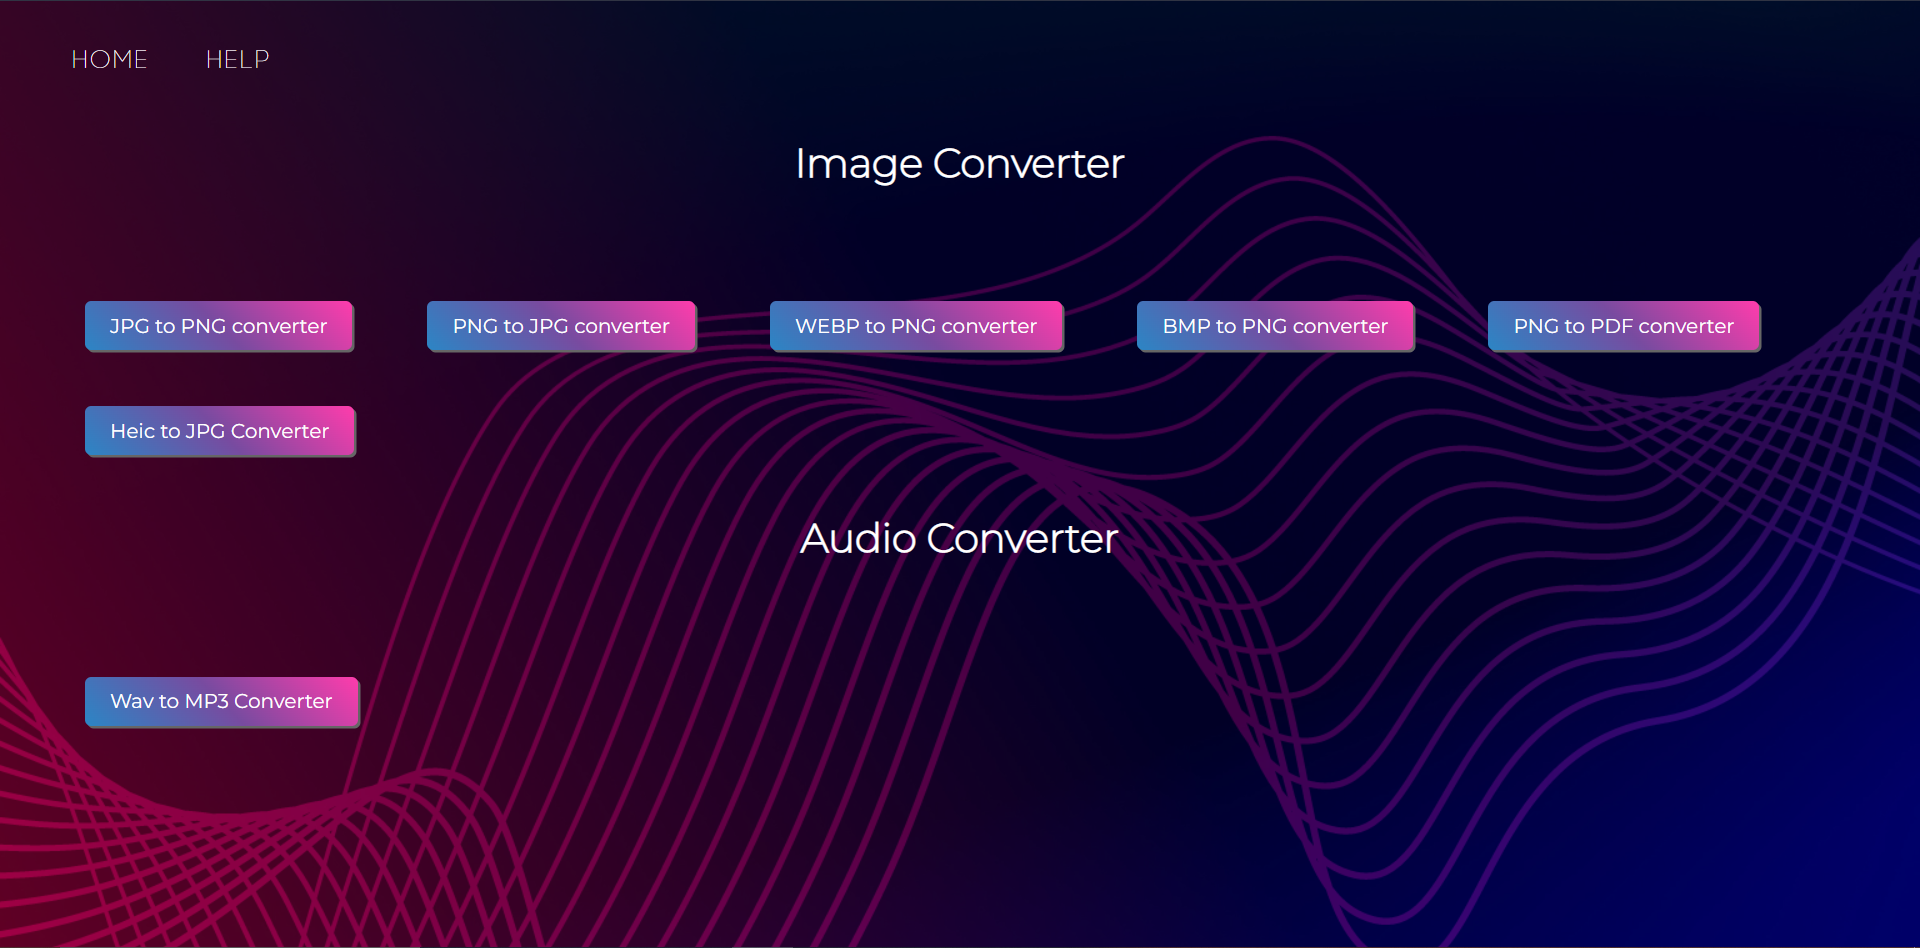 HOME HELP
Image Converter
JPG to PNG converter PNG to JPG converter WEBP to PNG converter BMP to PNG converter PNG to PDF converter
Heic to JPG Converter
Audio Converter
Wav to MP3 Converter